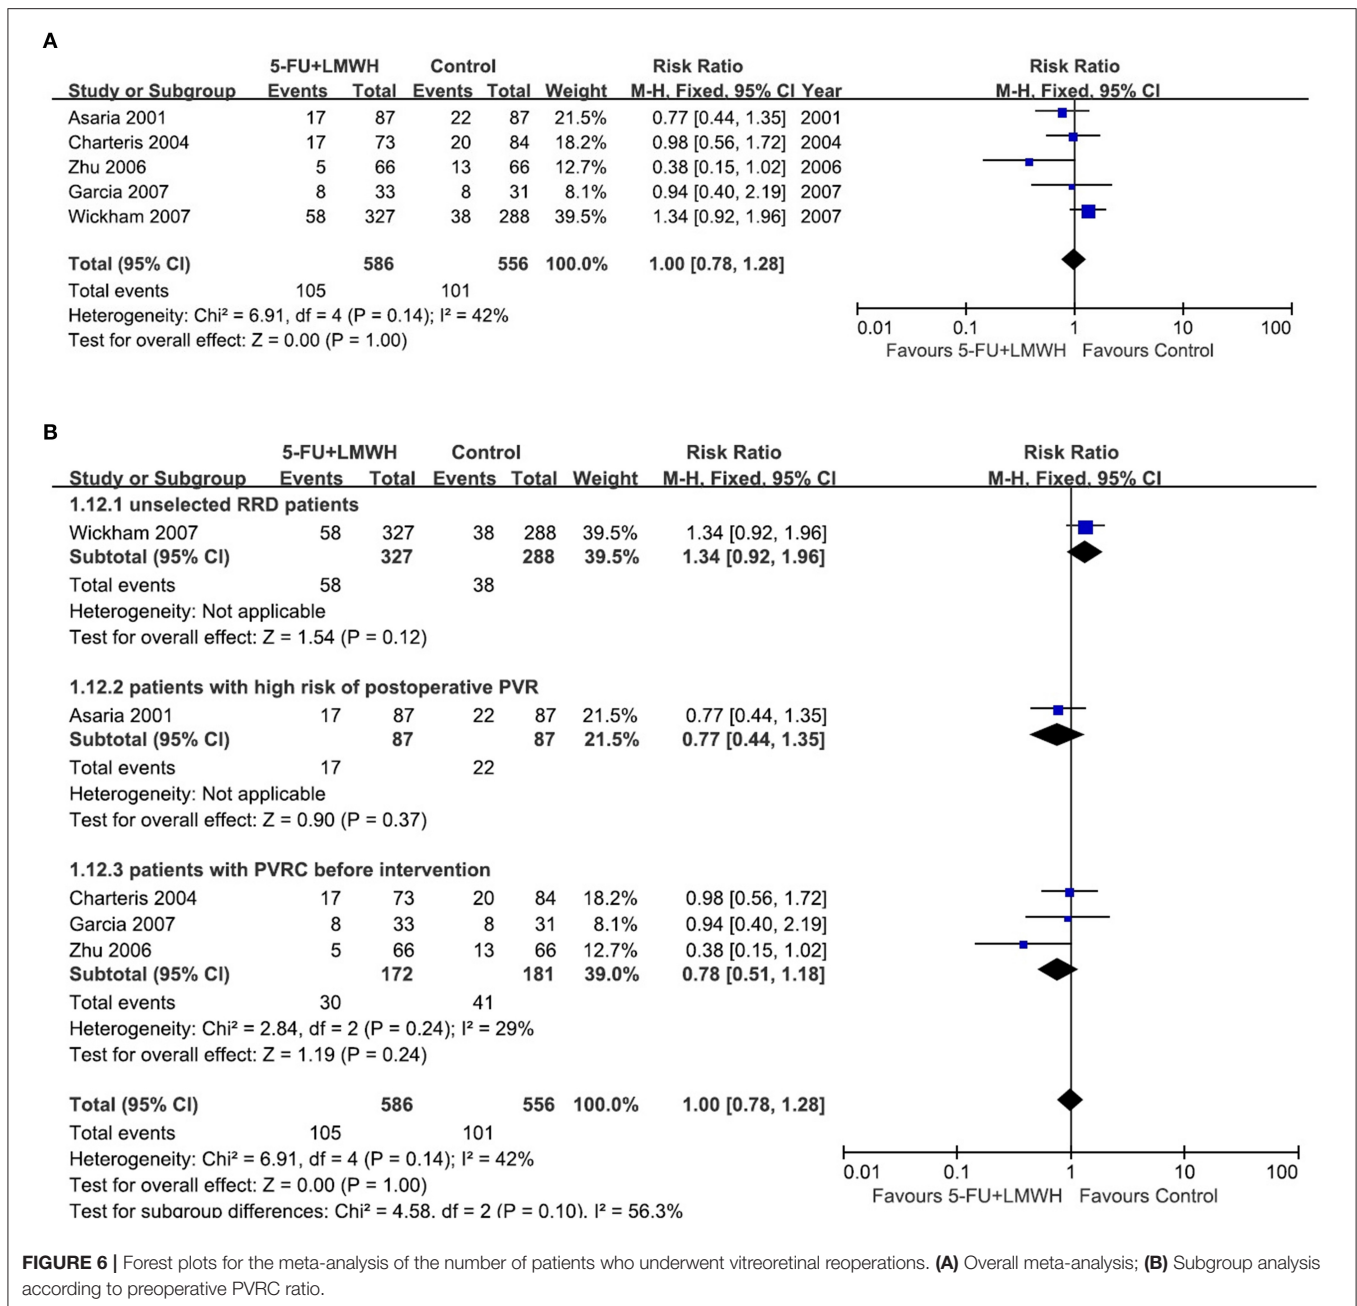 A
5-FU+LMWH Control Risk Ratio Risk Ratio
Study or Subgroup Events Total Events Total Weight M-H, Fixed, 95% CI Year M-H, Fixed, 95% CI
Asaria 2001 17 87 22 87 21.5% 0.77 [0.44, 1.35] 2001
Charteris 2004 17 73 20 84 18.2% 0.98 [0.56, 1.72] 2004
Zhu 2006 5 66 13 66 12.7% 0.38 [0.15, 1.02] 2006
Garcia 2007 8 33 8 31 8.1% 0.94 [0.40, 2.19] 2007
Wickham 2007 58 327 38 288 39.5% 1.34 [0.92, 1.96] 2007
Total (95% CI) 586 556 100.0% 1.00 [0.78, 1.28]
Total events 105 101
Heterogeneity: Chi² = 6.91, df = 4 (P = 0.14); I² = 42%
Test for overall effect: Z = 0.00 (P = 1.00)
0.01 0.1 1 10 100
Favours 5-FU+LMWH Favours Control
B
5-FU+LMWH Control Risk Ratio Risk Ratio
Study or Subgroup Events Total Events Total Weight M-H, Fixed, 95% CI M-H, Fixed, 95% CI
1.12.1 unselected RRD patients
Wickham 2007 58 327 38 288 39.5% 1.34 [0.92, 1.96]
Subtotal (95% CI) 327 288 39.5% 1.34 [0.92, 1.96]
Total events 58 38
Heterogeneity: Not applicable
Test for overall effect: Z = 1.54 (P = 0.12)
1.12.2 patients with high risk of postoperative PVR
Asaria 2001 17 87 22 87 21.5% 0.77 [0.44, 1.35]
Subtotal (95% CI) 87 87 21.5% 0.77 [0.44, 1.35]
Total events 17 22
Heterogeneity: Not applicable
Test for overall effect: Z = 0.90 (P = 0.37)
1.12.3 patients with PVRC before intervention
Charteris 2004 17 73 20 84 18.2% 0.98 [0.56, 1.72]
Garcia 2007 8 33 8 31 8.1% 0.94 [0.40, 2.19]
Zhu 2006 5 66 13 66 12.7% 0.38 [0.15, 1.02]
Subtotal (95% CI) 172 181 39.0% 0.78 [0.51, 1.18]
Total events 30 41
Heterogeneity: Chi² = 2.84, df = 2 (P = 0.24); I² = 29%
Test for overall effect: Z = 1.19 (P = 0.24)
Total (95% CI) 586 556 100.0% 1.00 [0.78, 1.28]
Total events 105 101
Heterogeneity: Chi² = 6.91, df = 4 (P = 0.14); I² = 42%
Test for overall effect: Z = 0.00 (P = 1.00)
Test for subgroup differences: Chi² = 4.58, df = 2 (P = 0.10), I² = 56.3%
0.01 0.1 1 10 100
Favours 5-FU+LMWH Favours Control
FIGURE 6 | Forest plots for the meta-analysis of the number of patients who underwent vitreoretinal reoperations. (A) Overall meta-analysis; (B) Subgroup analysis
according to preoperative PVRC ratio.